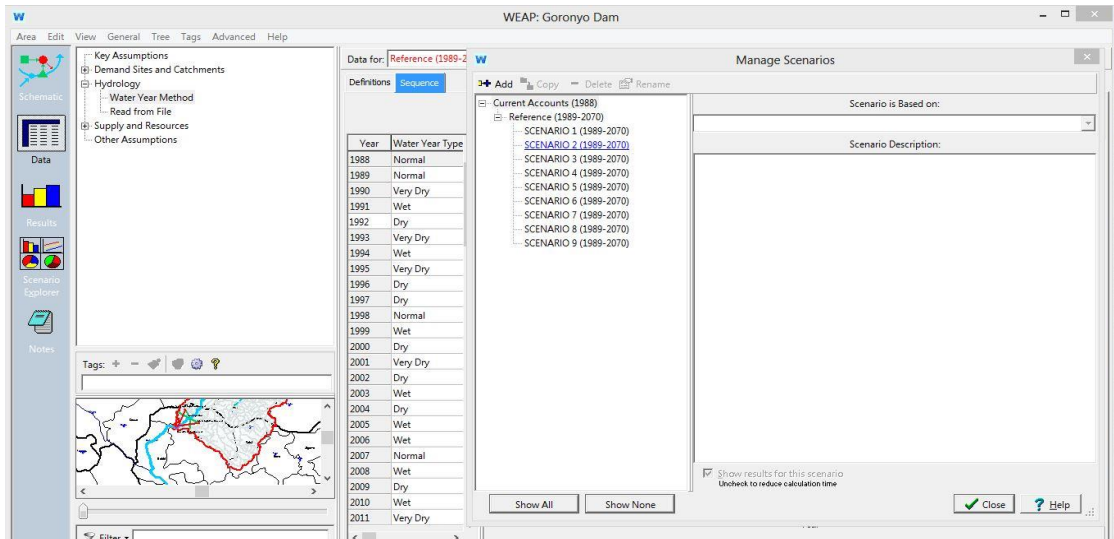 WEAP: Goronyo Dam
Area Edit View General Tree Tags Advanced Help
Schematic
Data
Results
Scenario
Explorer
Notes
Key Assumptions
Demand Sites and Catchments
Hydrology
Water Year Method
Read from File
Supply and Resources
Other Assumptions
Tags:
Filter
Data for: Reference (1989-2
Definitions Sequence
Year Water Year Type
1988 Normal
1989 Normal
1990 Very Dry
1991 Wet
1992 Dry
1993 Very Dry
1994 Wet
1995 Very Dry
1996 Dry
1997 Dry
1998 Normal
1999 Wet
2000 Dry
2001 Very Dry
2002 Dry
2003 Wet
2004 Dry
2005 Wet
2006 Wet
2007 Normal
2008 Wet
2009 Dry
2010 Wet
2011 Very Dry
Manage Scenarios
Add Copy Delete Rename
Current Accounts (1988)
Reference (1989-2070)
SCENARIO 1 (1989-2070)
SCENARIO 2 (1989-2070)
SCENARIO 3 (1989-2070)
SCENARIO 4 (1989-2070)
SCENARIO 5 (1989-2070)
SCENARIO 6 (1989-2070)
SCENARIO 7 (1989-2070)
SCENARIO 8 (1989-2070)
SCENARIO 9 (1989-2070)
Scenario is Based on:
Scenario Description:
Show results for this scenario
Uncheck to reduce calculation time
Show All Show None
Close Help